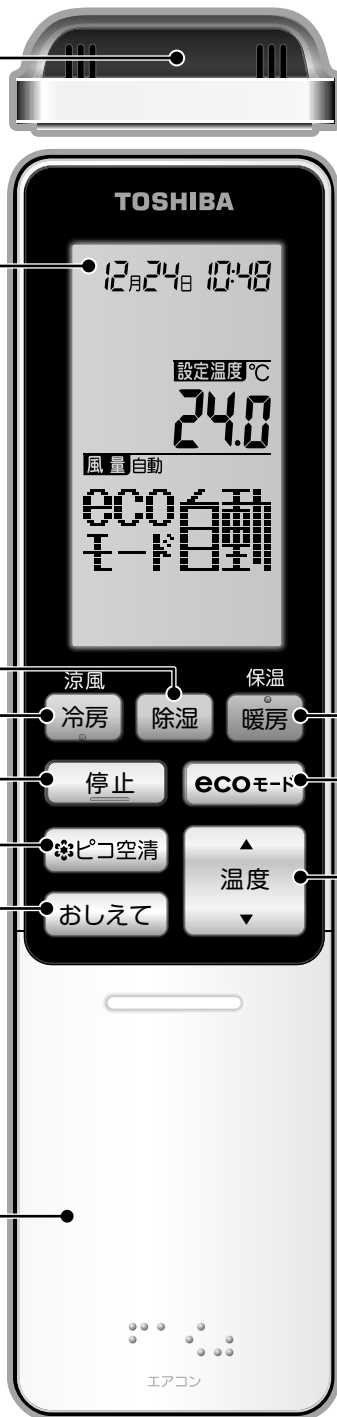 TOSHIBA
12月24日 10:48
設定温度 ℃
24.0
風量 自動
eco自動
モード
涼風 保温
冷房 除湿 暖房
停止 ecoモード
ピコ空清
▲
温度
▼
おしえて
エアコン